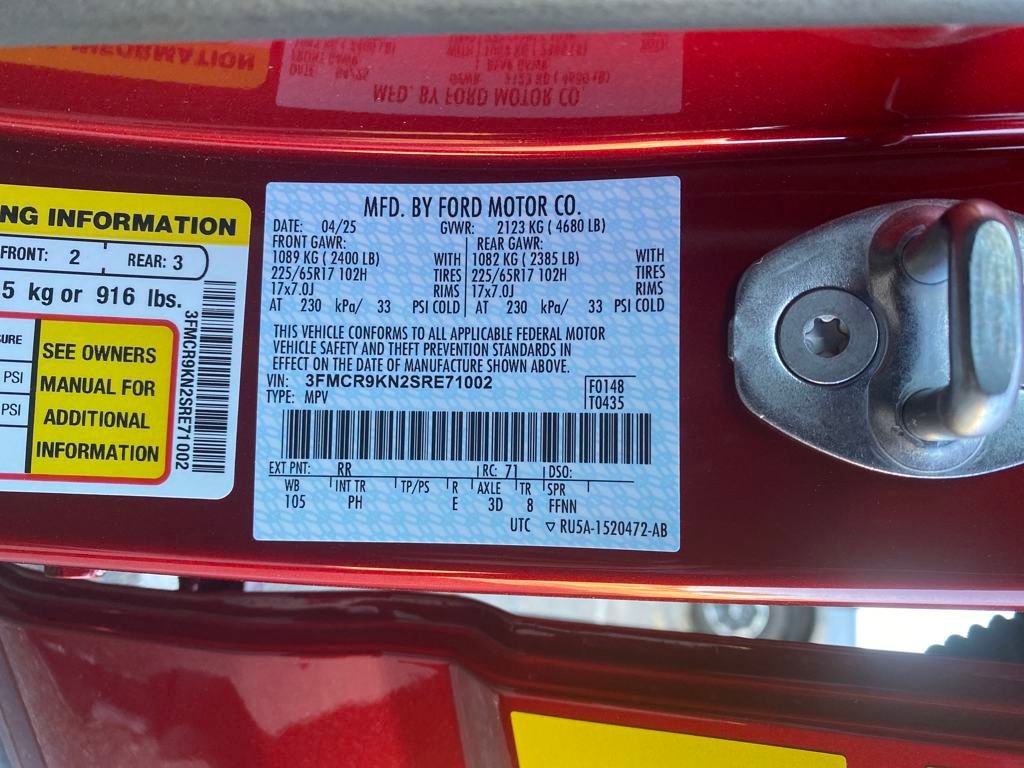 NG INFORMATION
FRONT: 2 REAR: 3
5 kg or 916 lbs.
SURE
PSI
PSI
SEE OWNERS
MANUAL FOR
ADDITIONAL
INFORMATION
3FMCR9KN2SRE71002
MFD. BY FORD MOTOR CO.
DATE: 04/25 GVWR: 2123 KG ( 4680 LB)
FRONT GAWR: REAR GAWR:
1089 KG ( 2400 LB) WITH 1082 KG ( 2385 LB) WITH
225/65R17 102H TIRES 225/65R17 102H TIRES
17x7.0J RIMS 17x7.0J RIMS
AT 230 kPa/ 33 PSI COLD AT 230 kPa/ 33 PSI COLD
THIS VEHICLE CONFORMS TO ALL APPLICABLE FEDERAL MOTOR
VEHICLE SAFETY AND THEFT PREVENTION STANDARDS IN
EFFECT ON THE DATE OF MANUFACTURE SHOWN ABOVE.
VIN: 3FMCR9KN2SRE71002 F0148
TYPE: MPV T0435
EXT PNT: RR RC: 71 DSO:
WB INT TR TP/PS R AXLE TR SPR
105 PH E 3D 8 FFNN
UTC ▽ RU5A-1520472-AB